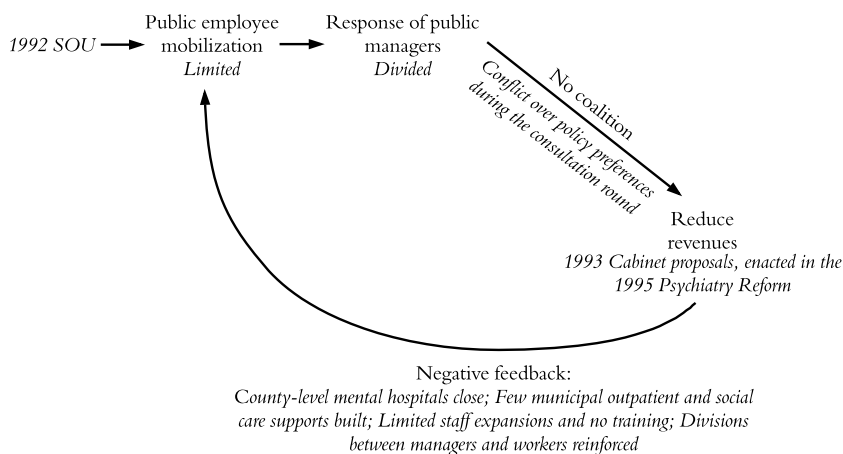 1992 SOU
Public employee
mobilization
Limited
Response of public
managers
Divided
No coalition
Conflict over policy preferences
during the consultation round
Reduce
revenues
1993 Cabinet proposals, enacted in the
1995 Psychiatry Reform
Negative feedback:
County-level mental hospitals close; Few municipal outpatient and social
care supports built; Limited staff expansions and no training; Divisions
between managers and workers reinforced